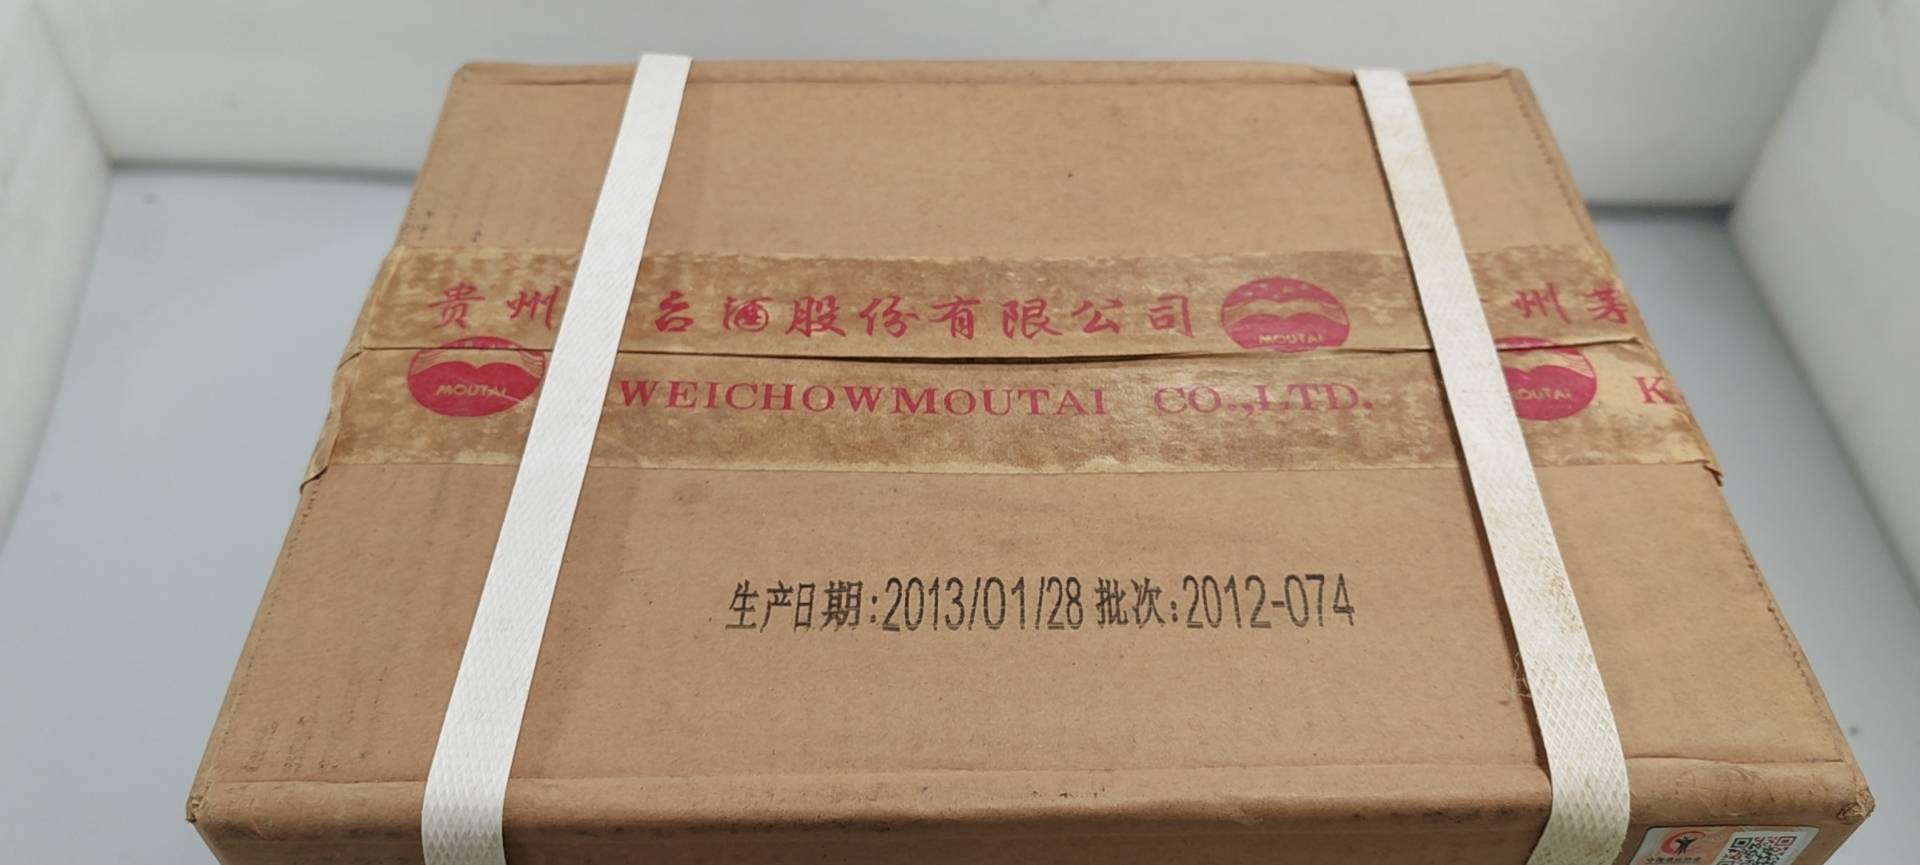 贵州 台酒股份有限公司 MOUTAI 州茅
MOUTAI WEICHOWMOUTAI CO.,LTD. OUTAI K
生产日期:2013/01/28 批次:2012-074